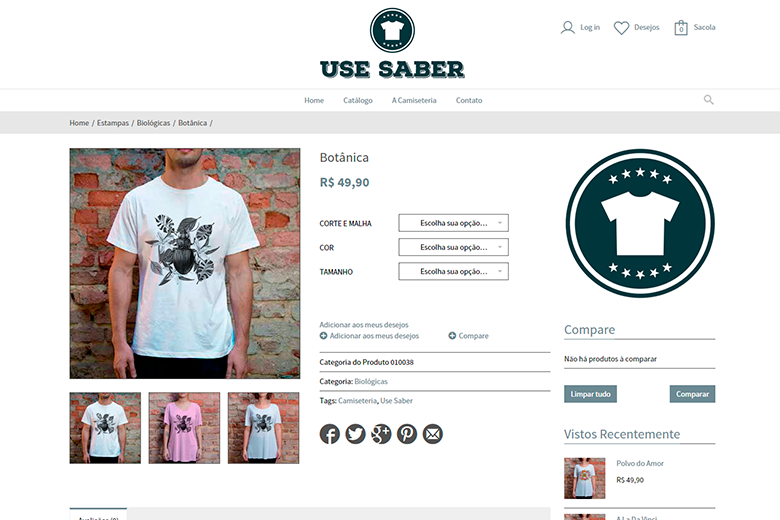 USE SABER
Log in
Desejos
0
Sacola
Home
Catálogo
A Camiseteria
Contato
Home / Estampas / Biológicas / Botânica /
Botânica
R$ 49,90
CORTE E MALHA
Escolha sua opção...
COR
Escolha sua opção...
TAMANHO
Escolha sua opção...
Adicionar aos meus desejos
Adicionar aos meus desejos
Compare
Categoria do Produto 010038
Categoria: Biológicas
Tags: Camiseteria, Use Saber
Compare
Não há produtos à comparar
Limpar tudo
Comparar
Vistos Recentemente
Polvo do Amor
R$ 49,90
A La Da Vinci
Avaliações (0)